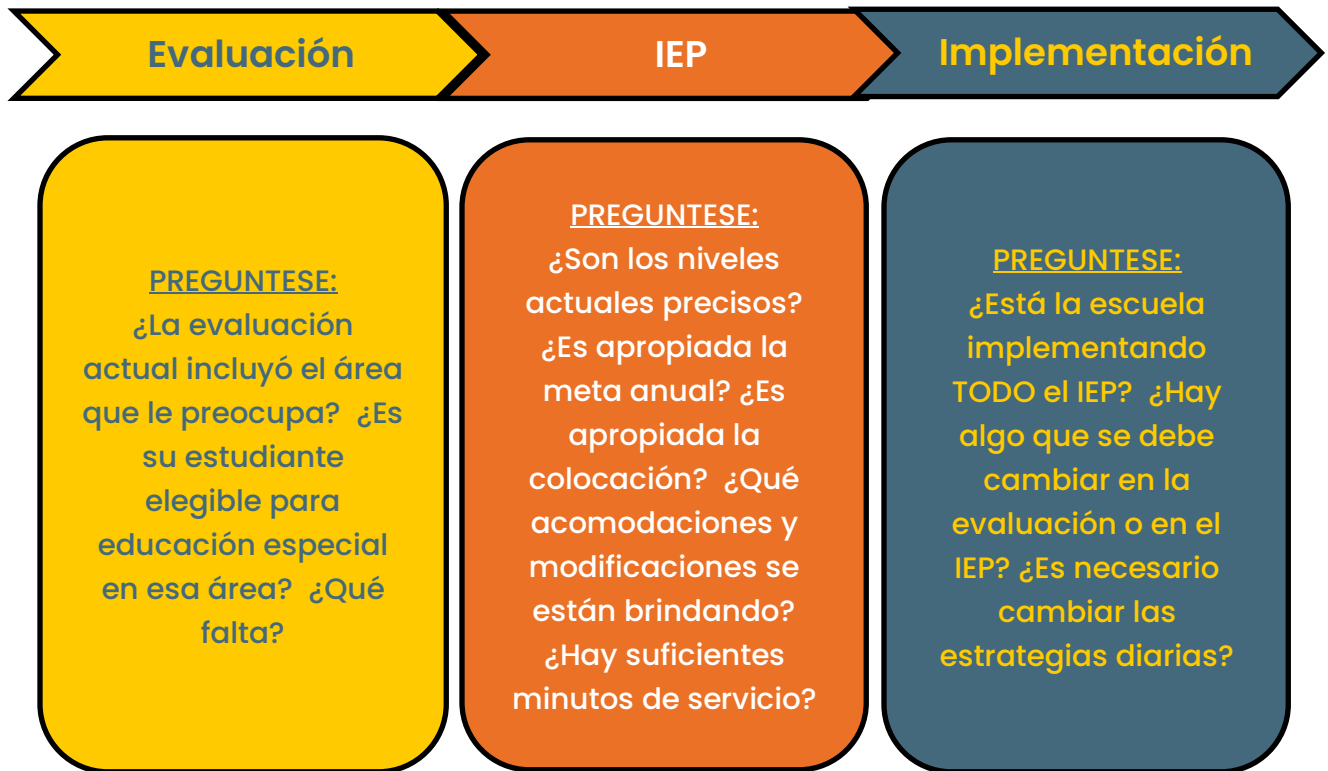 Evaluación
IEP
Implementación
PREGUNTESE:
¿La evaluación
actual incluyó el área
que le preocupa? ¿Es
su estudiante
elegible para
educación especial
en esa área? ¿Qué
falta?
PREGUNTESE:
¿Son los niveles
actuales precisos?
¿Es apropiada la
meta anual? ¿Es
apropiada la
colocación? ¿Qué
acomodaciones y
modificaciones se
están brindando?
¿Hay suficientes
minutos de servicio?
PREGUNTESE:
¿Está la escuela
implementando
TODO el IEP? ¿Hay
algo que se debe
cambiar en la
evaluación o en el
IEP? ¿Es necesario
cambiar las
estrategias diarias?